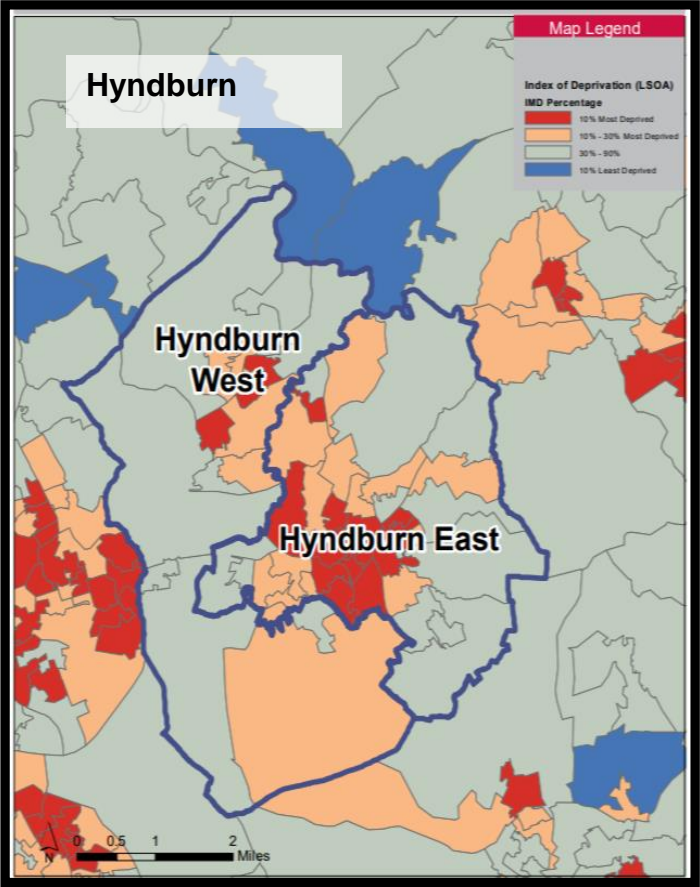 Map Legend
Hyndburn
Index of Deprivation (LSOA)
IMD Percentage
10% Most Deprived
10% - 30% Most Deprived
30% - 90%
10% Least Deprived
Hyndburn
West
Hyndburn East
0 0.5 1 2
Miles
N